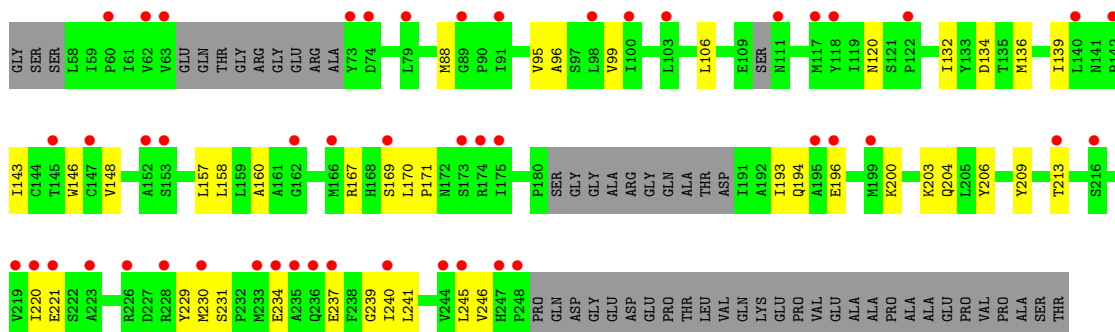 GLY SER SER L58 I59 P60 I61 V62 V63 GLU GLN THR GLY ARG GLY GLU ARG ALA Y73 D74 L79 M88 G89 P90 I91 V95 A96 S97 L98 V99 I100 L103 L106 E109 SER N111 M117 Y118 I119 N120 S121 P122 I132 Y133 D134 T135 M136 I139 L140 N141
I143 C144 T145 W146 C147 V148 A152 S153 L157 L158 L159 A160 A161 G162 M166 R167 H168 S169 L170 P171 N172 S173 R174 I175 P180 SER GLY GLY ALA ARG GLY GLN ALA THR ASP I191 A192 I193 Q194 A195 E196 M199 K200 K203 Q204 L205 Y206 Y209 T213 S216
V219 I220 E221 S222 A223 R226 D227 R228 Y229 M230 S231 P232 M233 E234 A235 Q236 E237 F238 G239 I240 L241 V244 L245 V246 H247 P248 PRO GLN ASP GLY GLU ASP GLU PRO THR LEU VAL GLN LYS GLU PRO VAL GLU ALA ALA PRO ALA ALA GLU PRO VAL PRO ALA SER THR